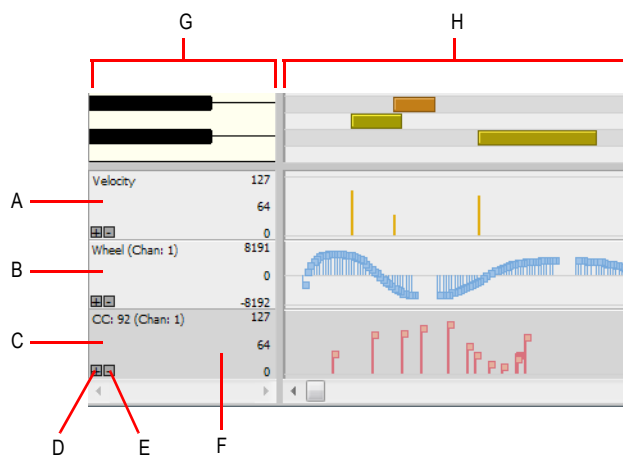 G H
A Velocity 127
64
0
B Wheel (Chan: 1) 8191
0
-8192
C CC: 92 (Chan: 1) 127
64
0
D E F